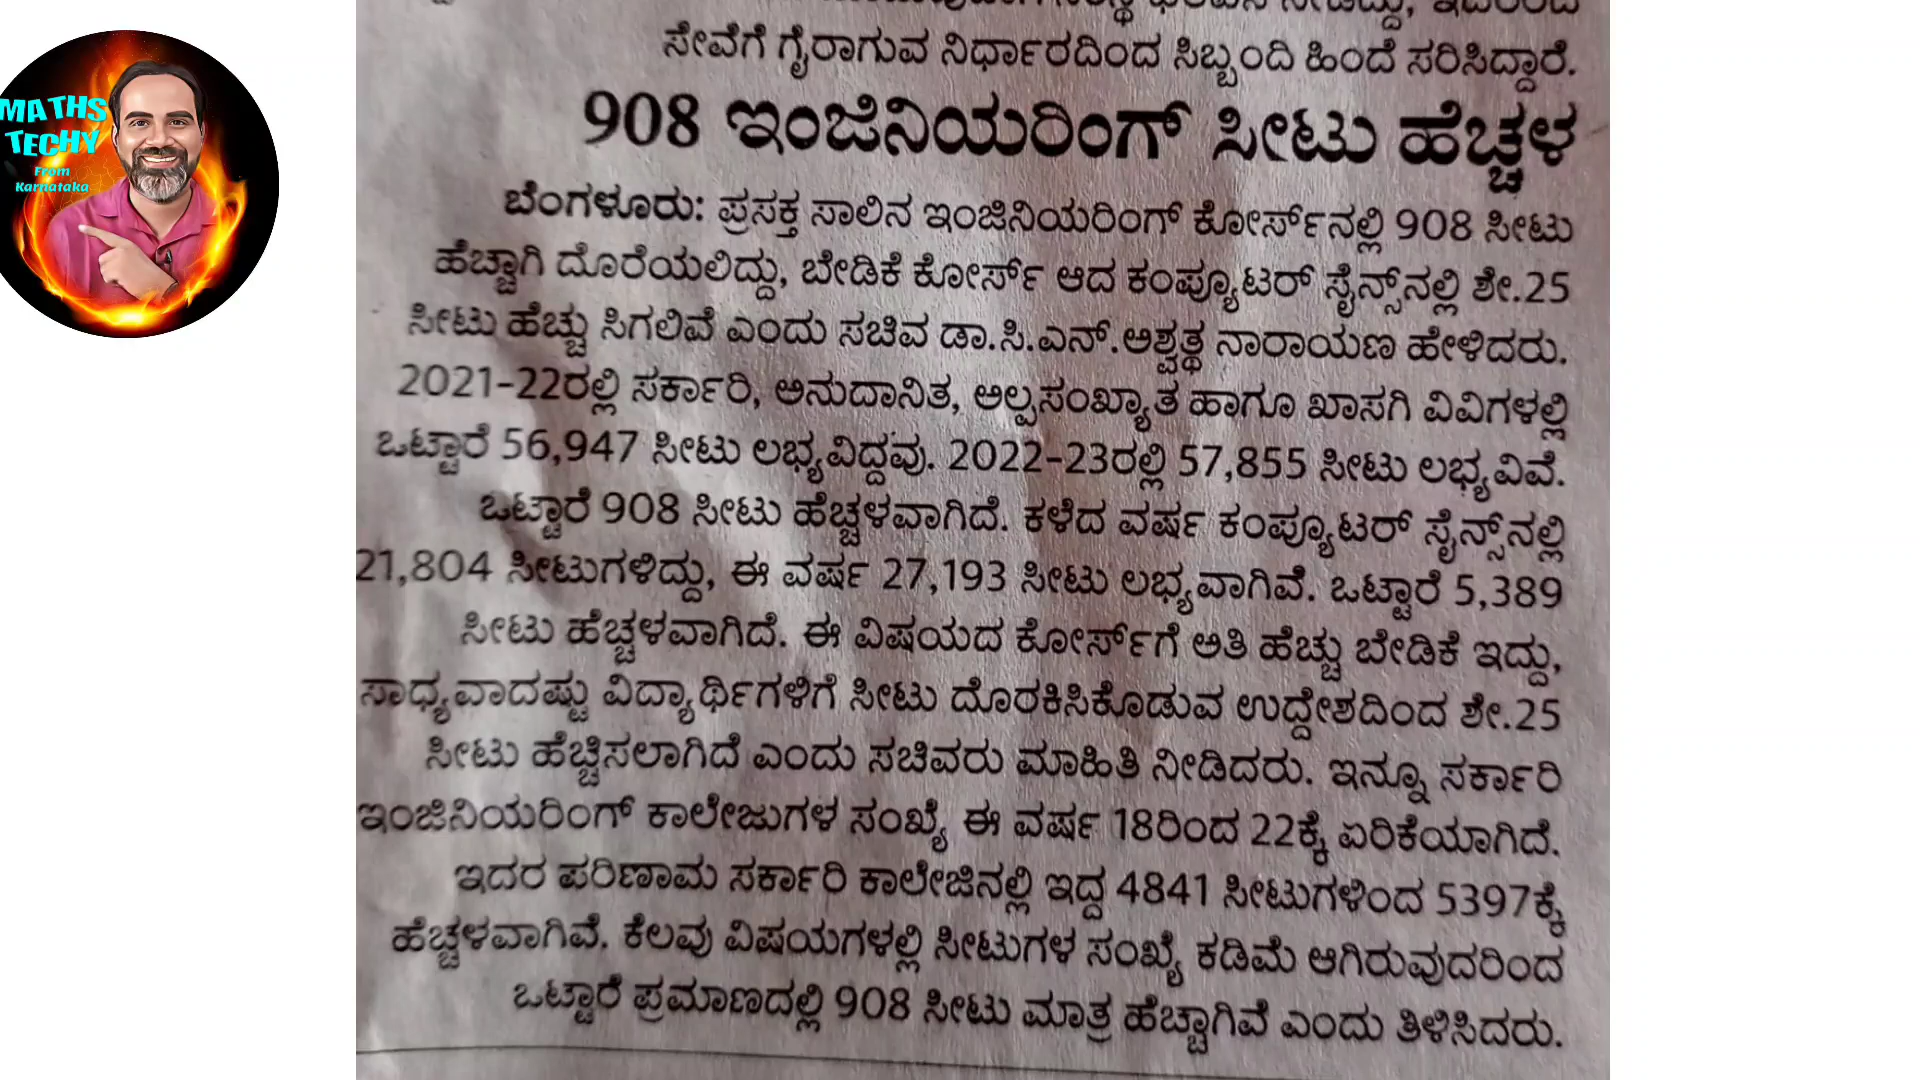 MATHS
TECHY
From
Karnataka
ಸೇವೆಗೆ ಗೈರಾಗುವ ನಿರ್ಧಾರದಿಂದ ಸಿಬ್ಬಂದಿ ಹಿಂದೆ ಸರಿಸಿದ್ದಾರೆ.
908 ಇಂಜಿನಿಯರಿಂಗ್ ಸೀಟು ಹೆಚ್ಚಳ
ಬೆಂಗಳೂರು: ಪ್ರಸಕ್ತ ಸಾಲಿನ ಇಂಜಿನಿಯರಿಂಗ್ ಕೋರ್ಸ್‌ನಲ್ಲಿ 908 ಸೀಟು
ಹೆಚ್ಚಾಗಿ ದೊರೆಯಲಿದ್ದು, ಬೇಡಿಕೆ ಕೋರ್ಸ್ ಆದ ಕಂಪ್ಯೂಟರ್ ಸೈನ್ಸ್‌ನಲ್ಲಿ ಶೇ.25
ಸೀಟು ಹೆಚ್ಚು ಸಿಗಲಿವೆ ಎಂದು ಸಚಿವ ಡಾ.ಸಿ.ಎನ್.ಅಶ್ವತ್ಥ ನಾರಾಯಣ ಹೇಳಿದರು.
2021-22ರಲ್ಲಿ ಸರ್ಕಾರಿ, ಅನುದಾನಿತ, ಅಲ್ಪಸಂಖ್ಯಾತ ಹಾಗೂ ಖಾಸಗಿ ವಿವಿಗಳಲ್ಲಿ
ಒಟ್ಟಾರೆ 56,947 ಸೀಟು ಲಭ್ಯವಿದ್ದವು. 2022-23ರಲ್ಲಿ 57,855 ಸೀಟು ಲಭ್ಯವಿವೆ.
ಒಟ್ಟಾರೆ 908 ಸೀಟು ಹೆಚ್ಚಳವಾಗಿದೆ. ಕಳೆದ ವರ್ಷ ಕಂಪ್ಯೂಟರ್ ಸೈನ್ಸ್‌ನಲ್ಲಿ
21,804 ಸೀಟುಗಳಿದ್ದು, ಈ ವರ್ಷ 27,193 ಸೀಟು ಲಭ್ಯವಾಗಿವೆ. ಒಟ್ಟಾರೆ 5,389
ಸೀಟು ಹೆಚ್ಚಳವಾಗಿದೆ. ಈ ವಿಷಯದ ಕೋರ್ಸ್‌ಗೆ ಅತಿ ಹೆಚ್ಚು ಬೇಡಿಕೆ ಇದ್ದು,
ಸಾಧ್ಯವಾದಷ್ಟು ವಿದ್ಯಾರ್ಥಿಗಳಿಗೆ ಸೀಟು ದೊರಕಿಸಿಕೊಡುವ ಉದ್ದೇಶದಿಂದ ಶೇ.25
ಸೀಟು ಹೆಚ್ಚಿಸಲಾಗಿದೆ ಎಂದು ಸಚಿವರು ಮಾಹಿತಿ ನೀಡಿದರು. ಇನ್ನೂ ಸರ್ಕಾರಿ
ಇಂಜಿನಿಯರಿಂಗ್ ಕಾಲೇಜುಗಳ ಸಂಖ್ಯೆ ಈ ವರ್ಷ 18ರಿಂದ 22ಕ್ಕೆ ಏರಿಕೆಯಾಗಿದೆ.
ಇದರ ಪರಿಣಾಮ ಸರ್ಕಾರಿ ಕಾಲೇಜಿನಲ್ಲಿ ಇದ್ದ 4841 ಸೀಟುಗಳಿಂದ 5397ಕ್ಕೆ
ಹೆಚ್ಚಳವಾಗಿವೆ. ಕೆಲವು ವಿಷಯಗಳಲ್ಲಿ ಸೀಟುಗಳ ಸಂಖ್ಯೆ ಕಡಿಮೆ ಆಗಿರುವುದರಿಂದ
ಒಟ್ಟಾರೆ ಪ್ರಮಾಣದಲ್ಲಿ 908 ಸೀಟು ಮಾತ್ರ ಹೆಚ್ಚಾಗಿವೆ ಎಂದು ತಿಳಿಸಿದರು.